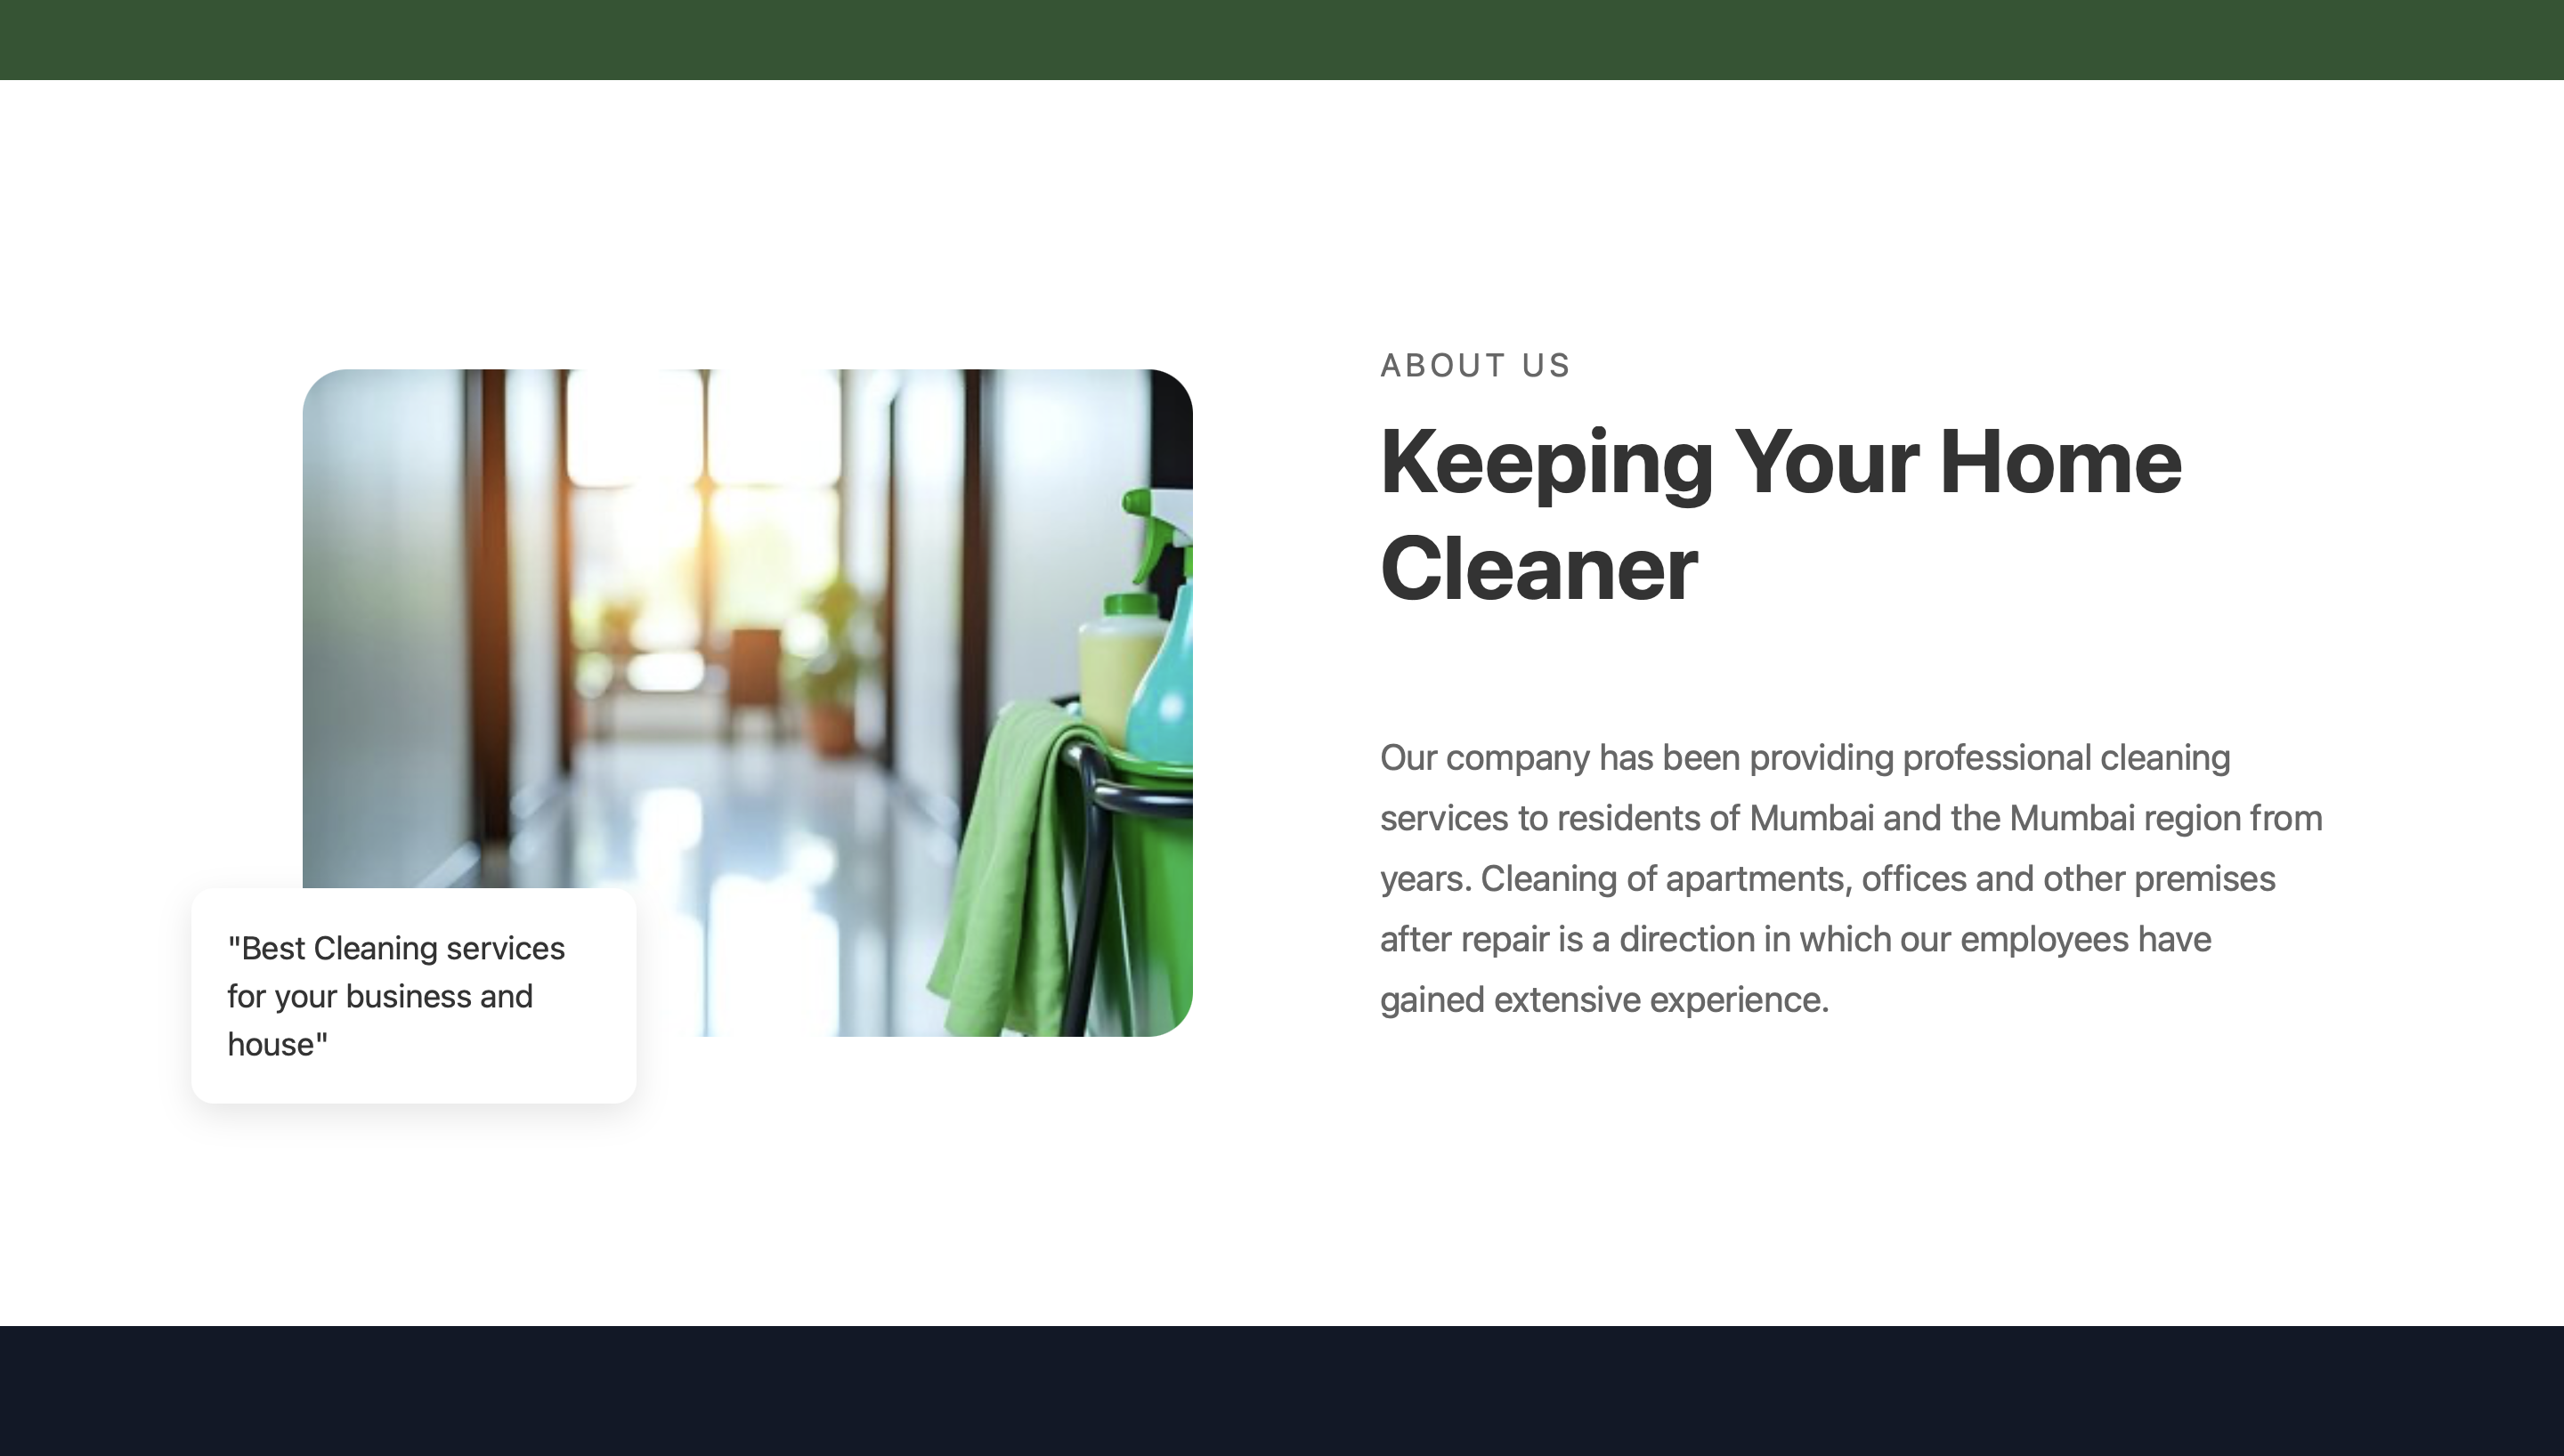 ABOUT US
Keeping Your Home
Cleaner
Our company has been providing professional cleaning
services to residents of Mumbai and the Mumbai region from
years. Cleaning of apartments, offices and other premises
after repair is a direction in which our employees have
gained extensive experience.
"Best Cleaning services
for your business and
house"